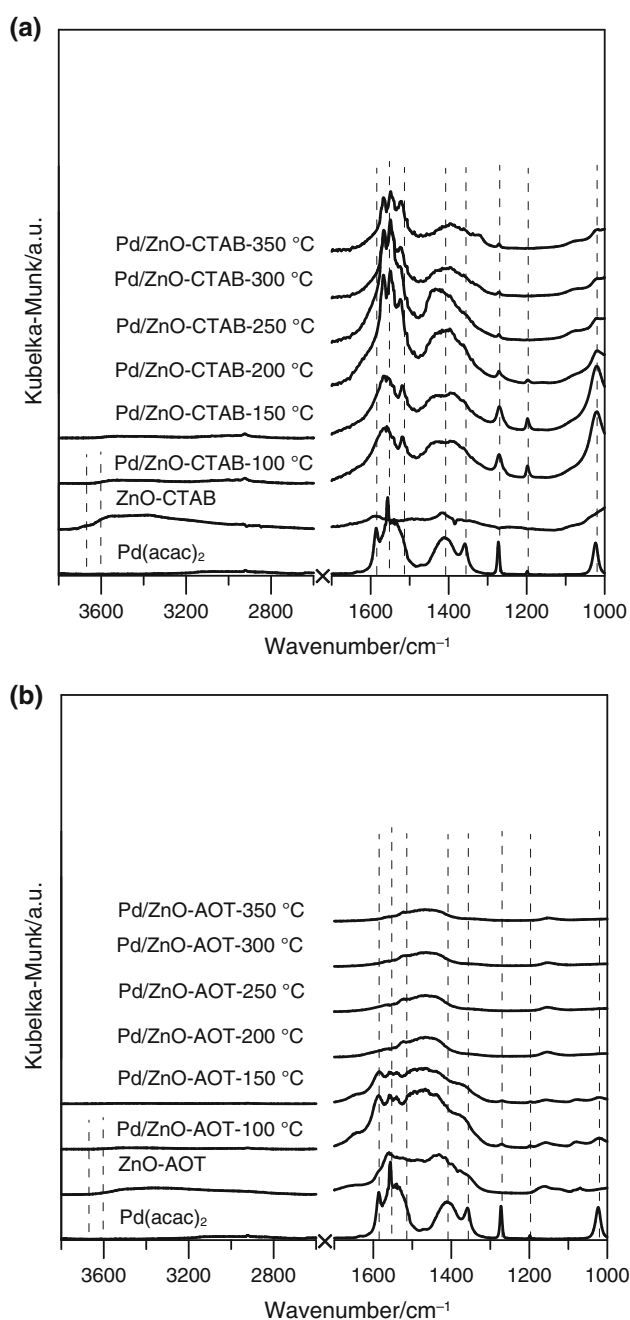 (a)
Kubelka-Munk/a.u.
Pd/ZnO-CTAB-350 °C
Pd/ZnO-CTAB-300 °C
Pd/ZnO-CTAB-250 °C
Pd/ZnO-CTAB-200 °C
Pd/ZnO-CTAB-150 °C
Pd/ZnO-CTAB-100 °C
ZnO-CTAB
Pd(acac)₂
3600 3200 2800 1600 1400 1200 1000
Wavenumber/cm⁻¹
(b)
Kubelka-Munk/a.u.
Pd/ZnO-AOT-350 °C
Pd/ZnO-AOT-300 °C
Pd/ZnO-AOT-250 °C
Pd/ZnO-AOT-200 °C
Pd/ZnO-AOT-150 °C
Pd/ZnO-AOT-100 °C
ZnO-AOT
Pd(acac)₂
3600 3200 2800 1600 1400 1200 1000
Wavenumber/cm⁻¹